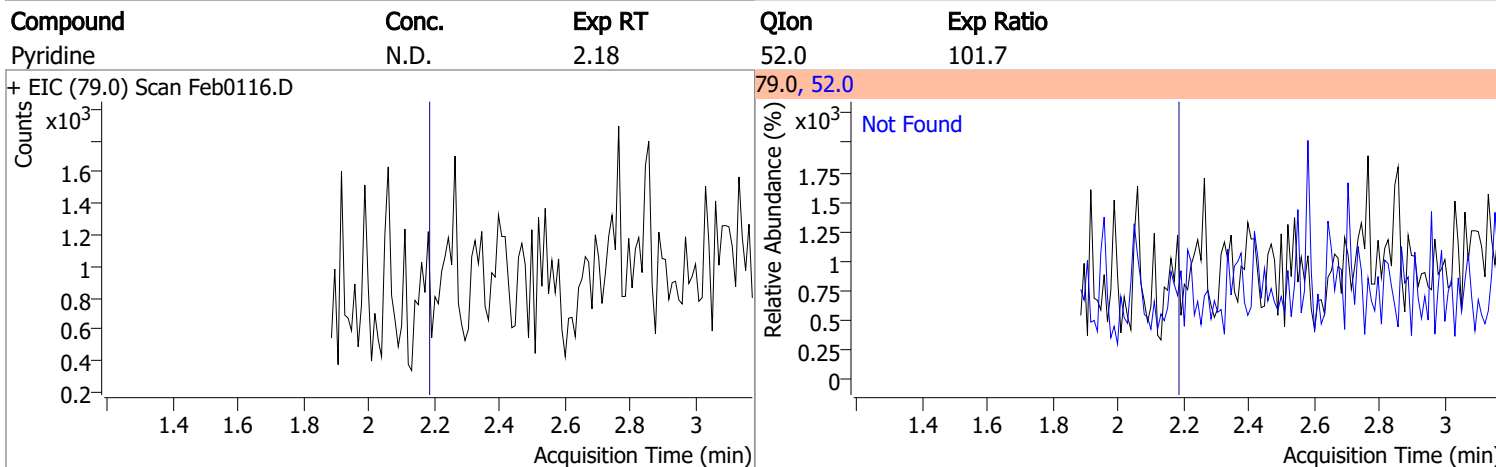 Compound Conc. Exp RT QIon Exp Ratio
Pyridine N.D. 2.18 52.0 101.7
+ EIC (79.0) Scan Feb0116.D
Counts
x10³
1.6
1.4
1.2
1
0.8
0.6
0.4
0.2
1.4 1.6 1.8 2 2.2 2.4 2.6 2.8 3
Acquisition Time (min)
79.0, 52.0
Relative Abundance (%)
x10³
Not Found
1.75
1.5
1.25
1
0.75
0.5
0.25
0
1.4 1.6 1.8 2 2.2 2.4 2.6 2.8 3
Acquisition Time (min)